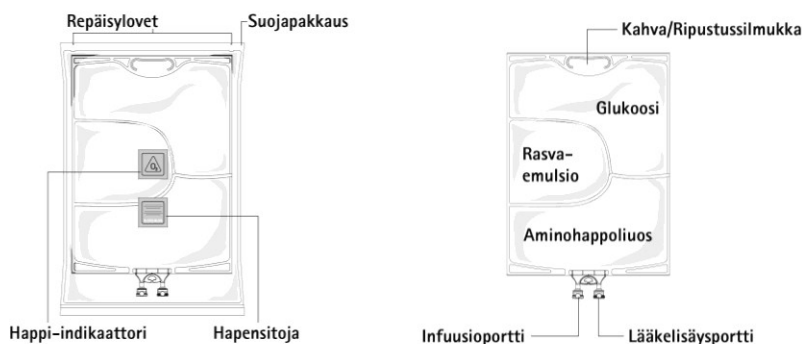 Repäisylovet
Suojapakkaus
Happi-indikaattori
Hapensitoja
Kahva/Ripustussilmukka
Glukoosi
Rasva-
emulsio
Aminohappoliuos
Infuusioportti
Lääkelisäysportti